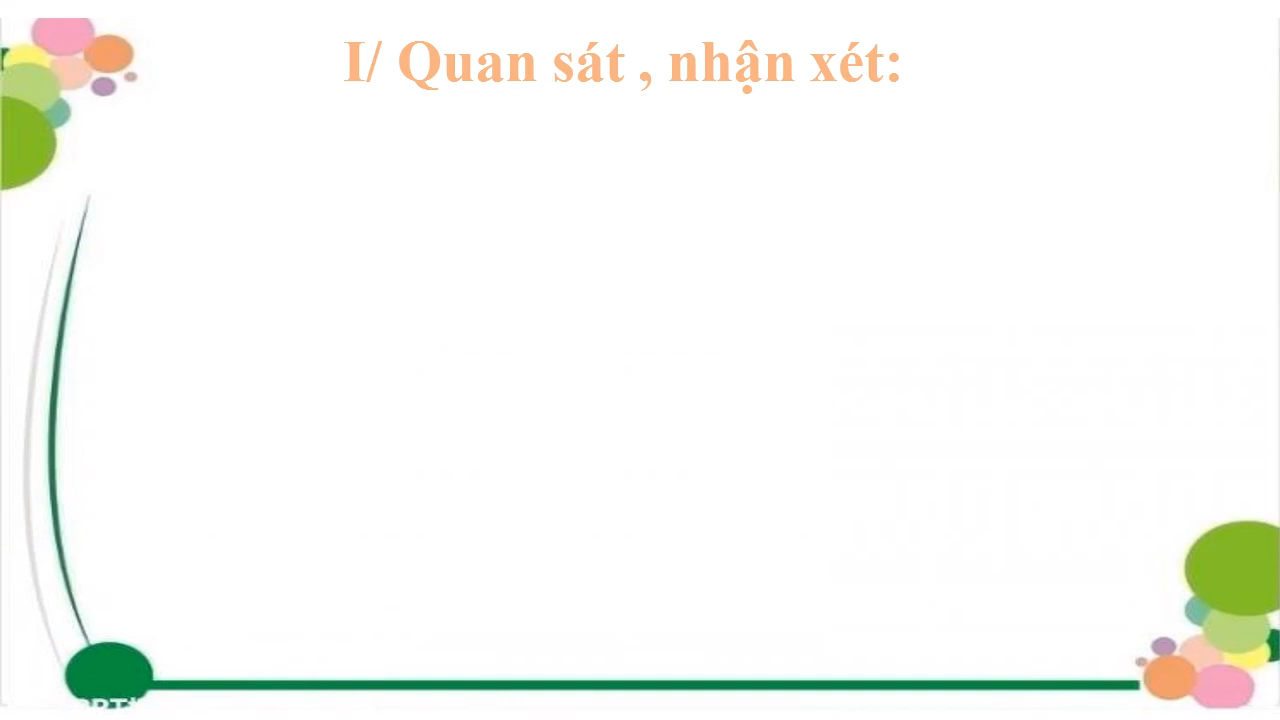 I/ Quan sát , nhận xét: